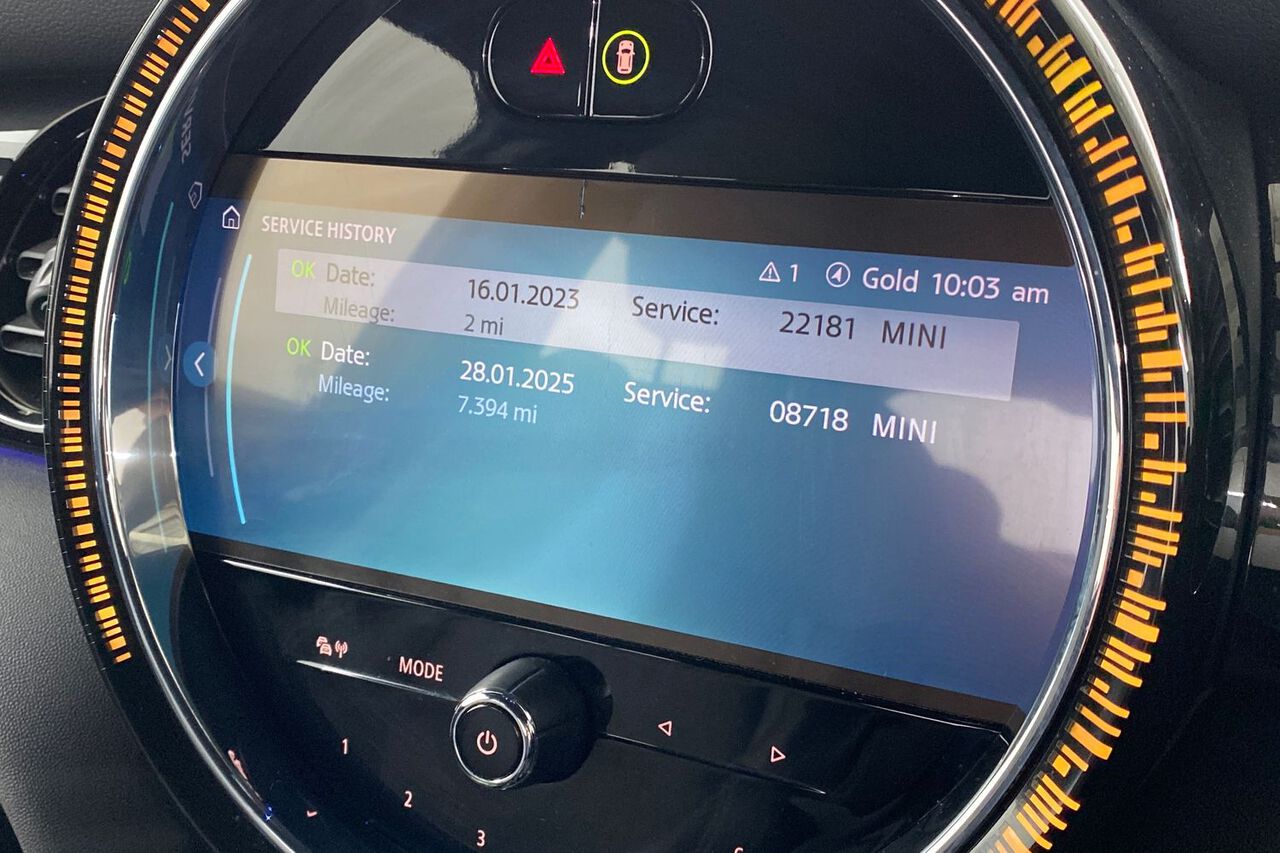 SERVICE HISTORY
1 Gold 10:03 am
OK Date: 16.01.2023 Service: 22181 MINI
Mileage: 2 mi
OK Date: 28.01.2025 Service: 08718 MINI
Mileage: 7.394 mi
MODE
1
2
3